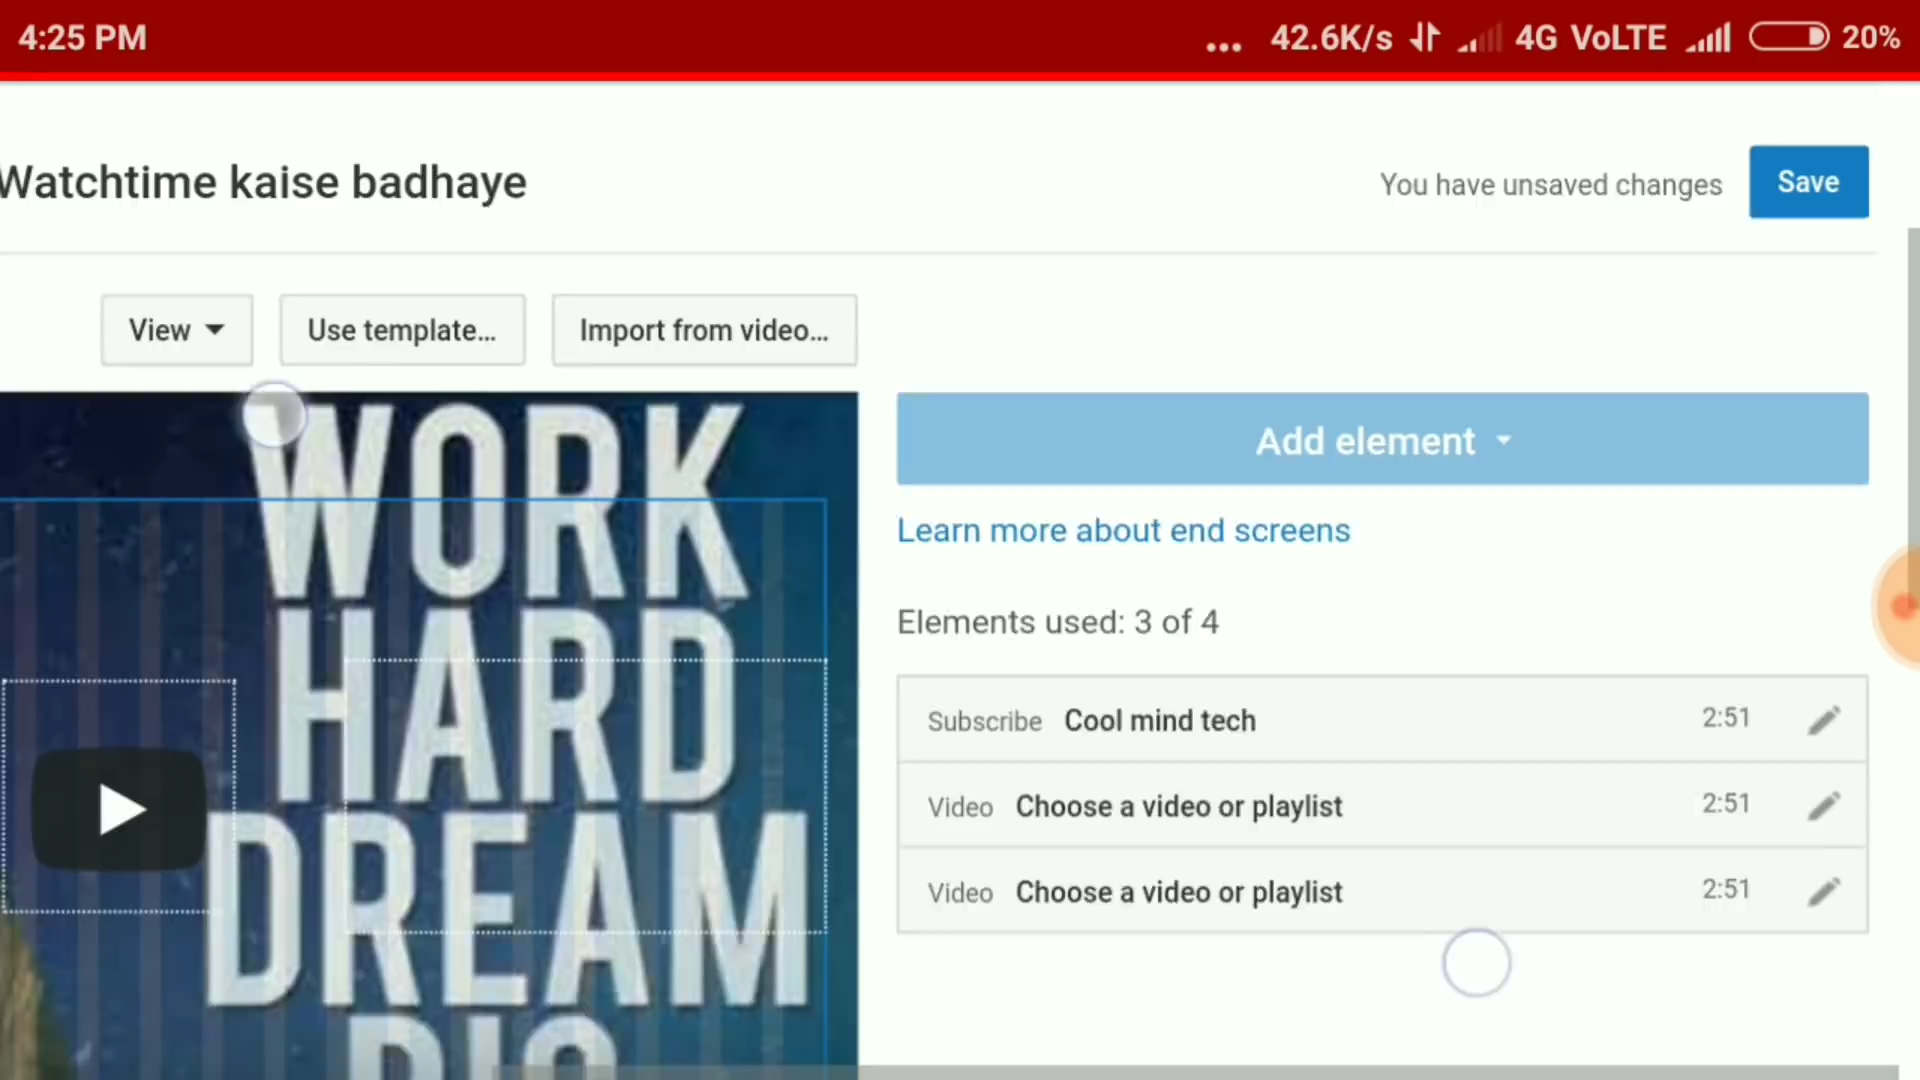 4:25 PM ... 42.6K/s 4G VoLTE 20%
Watchtime kaise badhaye
You have unsaved changes Save
View Use template... Import from video...
WORK
HARD
DREAM
BIG
Add element
Learn more about end screens
Elements used: 3 of 4
Subscribe Cool mind tech 2:51
Video Choose a video or playlist 2:51
Video Choose a video or playlist 2:51